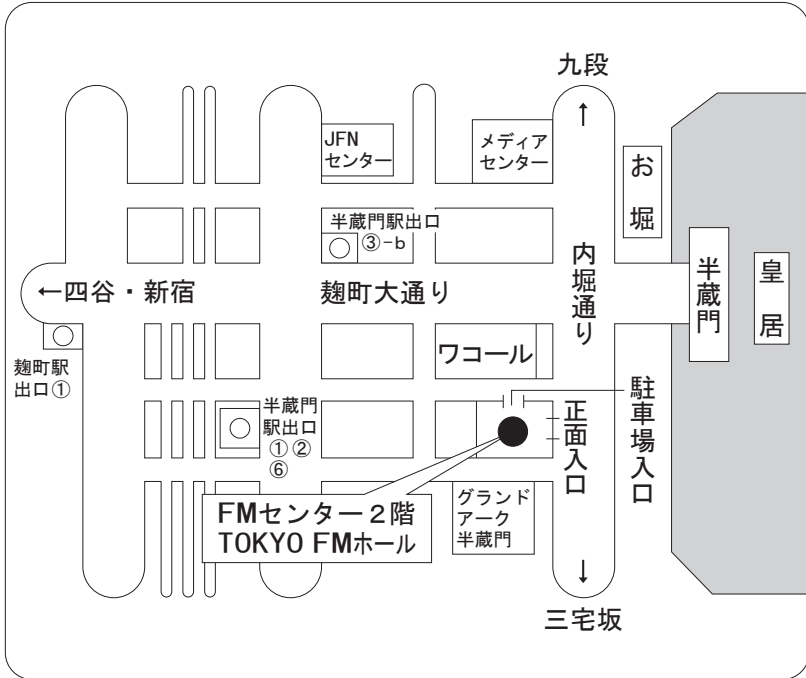 九段
↑
JFN
センター
メディア
センター
お堀
半蔵門駅出口
③-b
内堀通り
半蔵門
皇居
←四谷・新宿
麹町大通り
麹町駅
出口①
ワコール
駐車場入口
半蔵門
駅出口
①②
⑥
正面入口
FMセンター2階
TOKYO FMホール
グランド
アーク
半蔵門
↓
三宅坂